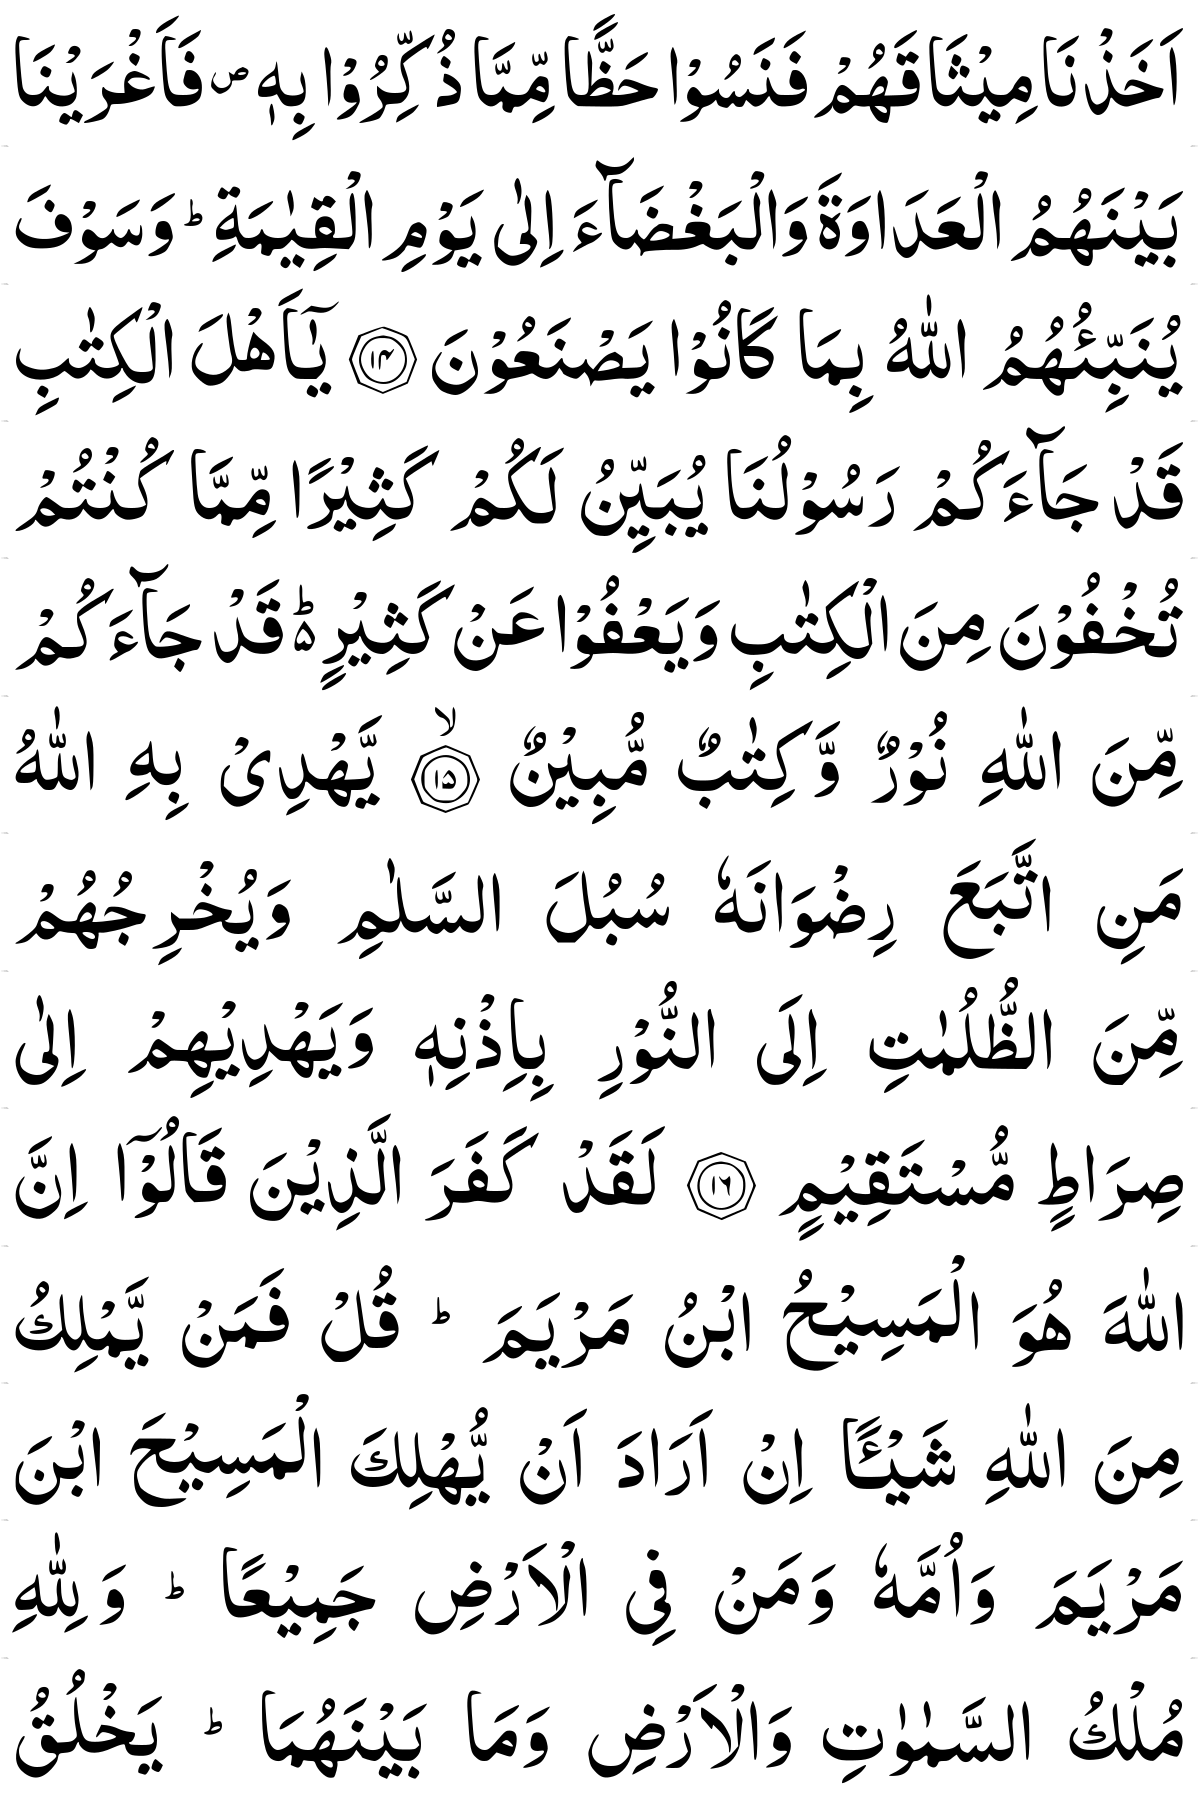 اَخَذْنَا مِيْثَاقَهُمْ فَنَسُوْا حَظًّا مِّمَّا ذُكِّرُوْا بِهٖ ۪ فَاَغْرَيْنَا
بَيْنَهُمُ الْعَدَاوَةَ وَالْبَغْضَآءَ اِلٰى يَوْمِ الْقِيٰمَةِ ؕ وَسَوْفَ
يُنَبِّئُهُمُ اللّٰهُ بِمَا كَانُوْا يَصْنَعُوْنَ ۝۱۴ يٰۤاَهْلَ الْكِتٰبِ
قَدْ جَآءَكُمْ رَسُوْلُنَا يُبَيِّنُ لَكُمْ كَثِيْرًا مِّمَّا كُنْتُمْ
تُخْفُوْنَ مِنَ الْكِتٰبِ وَيَعْفُوْا عَنْ كَثِيْرٍ ؕ۵ قَدْ جَآءَكُمْ
مِّنَ اللّٰهِ نُوْرٌ وَّكِتٰبٌ مُّبِيْنٌ ۝۱۵ۙ يَّهْدِىْ بِهِ اللّٰهُ
مَنِ اتَّبَعَ رِضْوَانَهٗ سُبُلَ السَّلٰمِ وَيُخْرِجُهُمْ
مِّنَ الظُّلُمٰتِ اِلَى النُّوْرِ بِاِذْنِهٖ وَيَهْدِيْهِمْ اِلٰى
صِرَاطٍ مُّسْتَقِيْمٍ ۝۱۶ لَقَدْ كَفَرَ الَّذِيْنَ قَالُوْۤا اِنَّ
اللّٰهَ هُوَ الْمَسِيْحُ ابْنُ مَرْيَمَ ؕ قُلْ فَمَنْ يَّمْلِكُ
مِنَ اللّٰهِ شَيْـًٔا اِنْ اَرَادَ اَنْ يُّهْلِكَ الْمَسِيْحَ ابْنَ
مَرْيَمَ وَاُمَّهٗ وَمَنْ فِى الْاَرْضِ جَمِيْعًا ؕ وَلِلّٰهِ
مُلْكُ السَّمٰوٰتِ وَالْاَرْضِ وَمَا بَيْنَهُمَا ؕ يَخْلُقُ